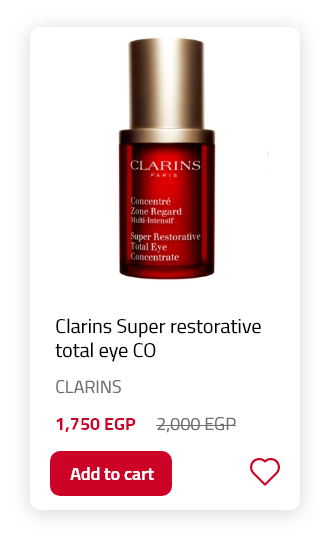 CLARINS
PARIS
Concentré
Zone Regard
Multi-Intensif
Super Restorative
Total Eye
Concentrate
Clarins Super restorative
total eye CO
CLARINS
1,750 EGP 2,000 EGP
Add to cart